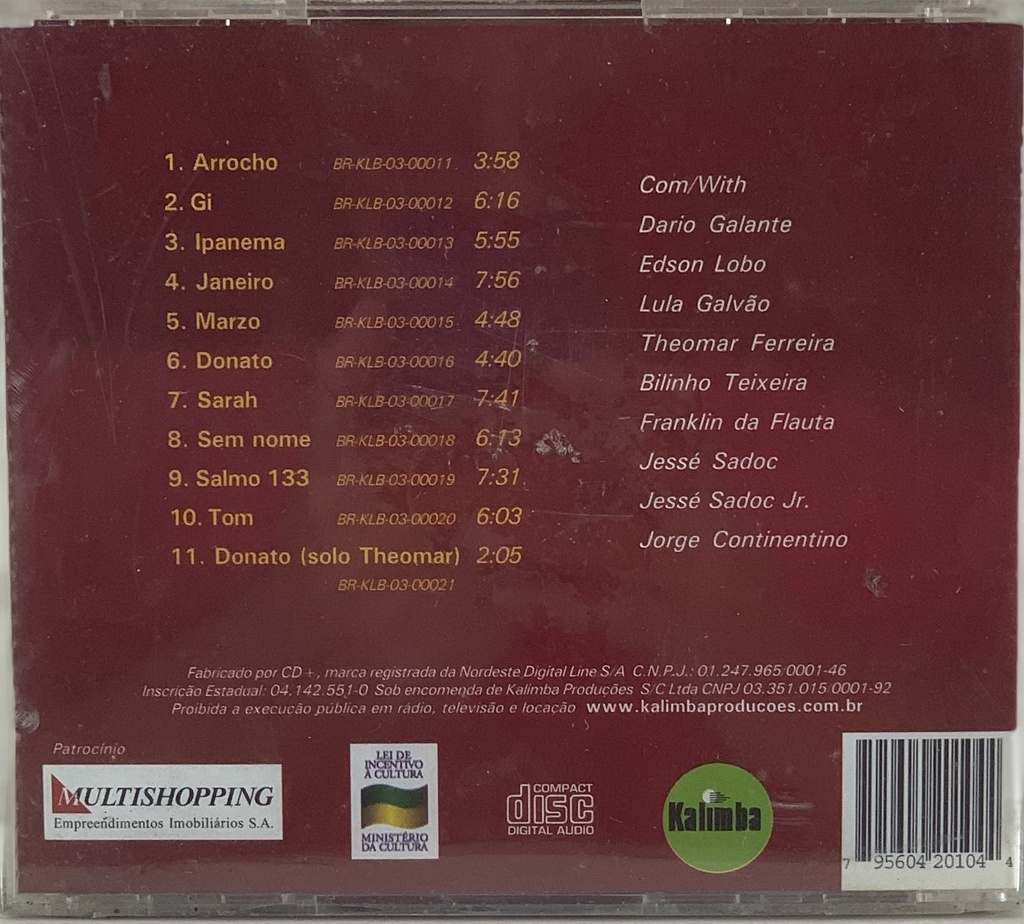 1. Arrocho BR-KLB-03-00011 3:58
2. Gi BR-KLB-03-00012 6:16
3. Ipanema BR-KLB-03-00013 5:55
4. Janeiro BR-KLB-03-00014 7:56
5. Marzo BR-KLB-03-00015 4:48
6. Donato BR-KLB-03-00016 4:40
7. Sarah BR-KLB-03-00017 7:41
8. Sem nome BR-KLB-03-00018 6:13
9. Salmo 133 BR-KLB-03-00019 7:31
10. Tom BR-KLB-03-00020 6:03
11. Donato (solo Theomar) 2:05
BR-KLB-03-00021
Com/With
Dario Galante
Edson Lobo
Lula Galvão
Theomar Ferreira
Bilinho Teixeira
Franklin da Flauta
Jessé Sadoc
Jessé Sadoc Jr.
Jorge Continentino
Fabricado por CD+, marca registrada da Nordeste Digital Line S/A C.N.P.J.: 01.247.965/0001-46
Inscrição Estadual: 04.142.551-0 Sob encomenda de Kalimba Produções S/C Ltda CNPJ 03.351.015/0001-92
Proibida a execucão pública em rádio, televisão e locação www.kalimbaproducoes.com.br
Patrocínio
MULTISHOPPING
Empreendimentos Imobiliários S.A.
LEI DE
INCENTIVO
À CULTURA
MINISTÉRIO
DA CULTURA
COMPACT
disc
DIGITAL AUDIO
Kalimba
7 95604 20104 4